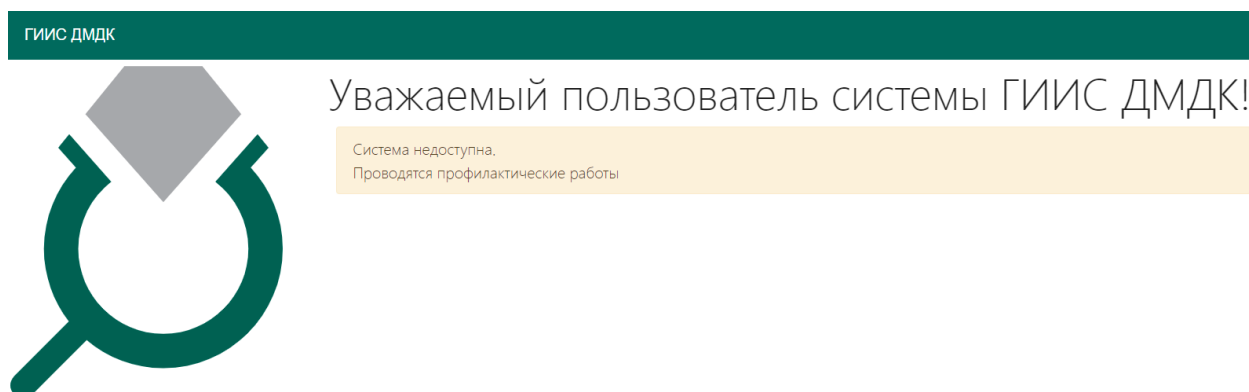 ГИИС ДМДК
Уважаемый пользователь системы ГИИС ДМДК!
Система недоступна,
Проводятся профилактические работы